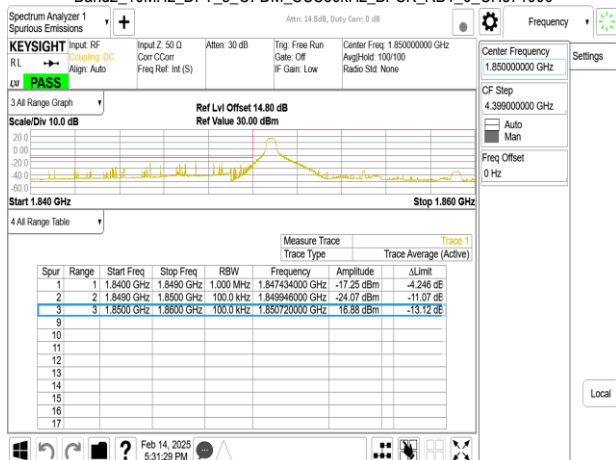 Spectrum Analyzer 1
Spurious Emissions
Attn: 14.8dB, Duty Corr: 0 dB
Frequency
KEYSIGHT
RL
Input: RF
Coupling: DC
Align: Auto
Input Z: 50 Ω
Corr CCorr
Freq Ref: Int (S)
Atten: 30 dB
Trig: Free Run
Gate: Off
IF Gain: Low
Center Freq: 1.850000000 GHz
Avg|Hold: 100/100
Radio Std: None
LXI PASS
Center Frequency
1.850000000 GHz
Settings
CF Step
4.399000000 GHz
Auto
Man
Freq Offset
0 Hz
3 All Range Graph
Scale/Div 10.0 dB
Ref Lvl Offset 14.80 dB
Ref Value 30.00 dBm
20.0
0.00
-20.0
-40.0
-60.0
Start 1.840 GHz
Stop 1.860 GHz
4 All Range Table
Measure Trace Trace 1
Trace Type Trace Average (Active)
Spur Range Start Freq Stop Freq RBW Frequency Amplitude ΔLimit
1 1 1.8400 GHz 1.8490 GHz 1.000 MHz 1.847434000 GHz -17.25 dBm -4.246 dB
2 2 1.8490 GHz 1.8500 GHz 100.0 kHz 1.849946000 GHz -24.07 dBm -11.07 dB
3 3 1.8500 GHz 1.8600 GHz 100.0 kHz 1.850720000 GHz 16.88 dBm -13.12 dB
9
10
11
12
13
14
15
16
17
Local
Feb 14, 2025
5:31:29 PM